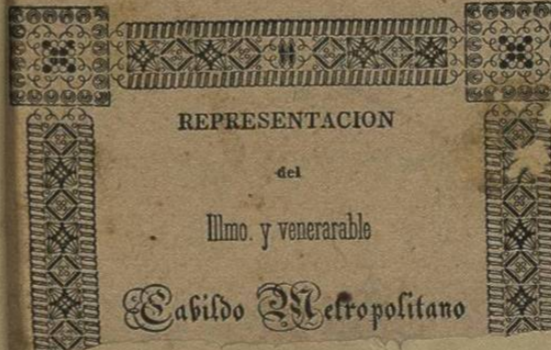 REPRESENTACION
del
Illmo. y venerarable
Cabildo Metropolitano